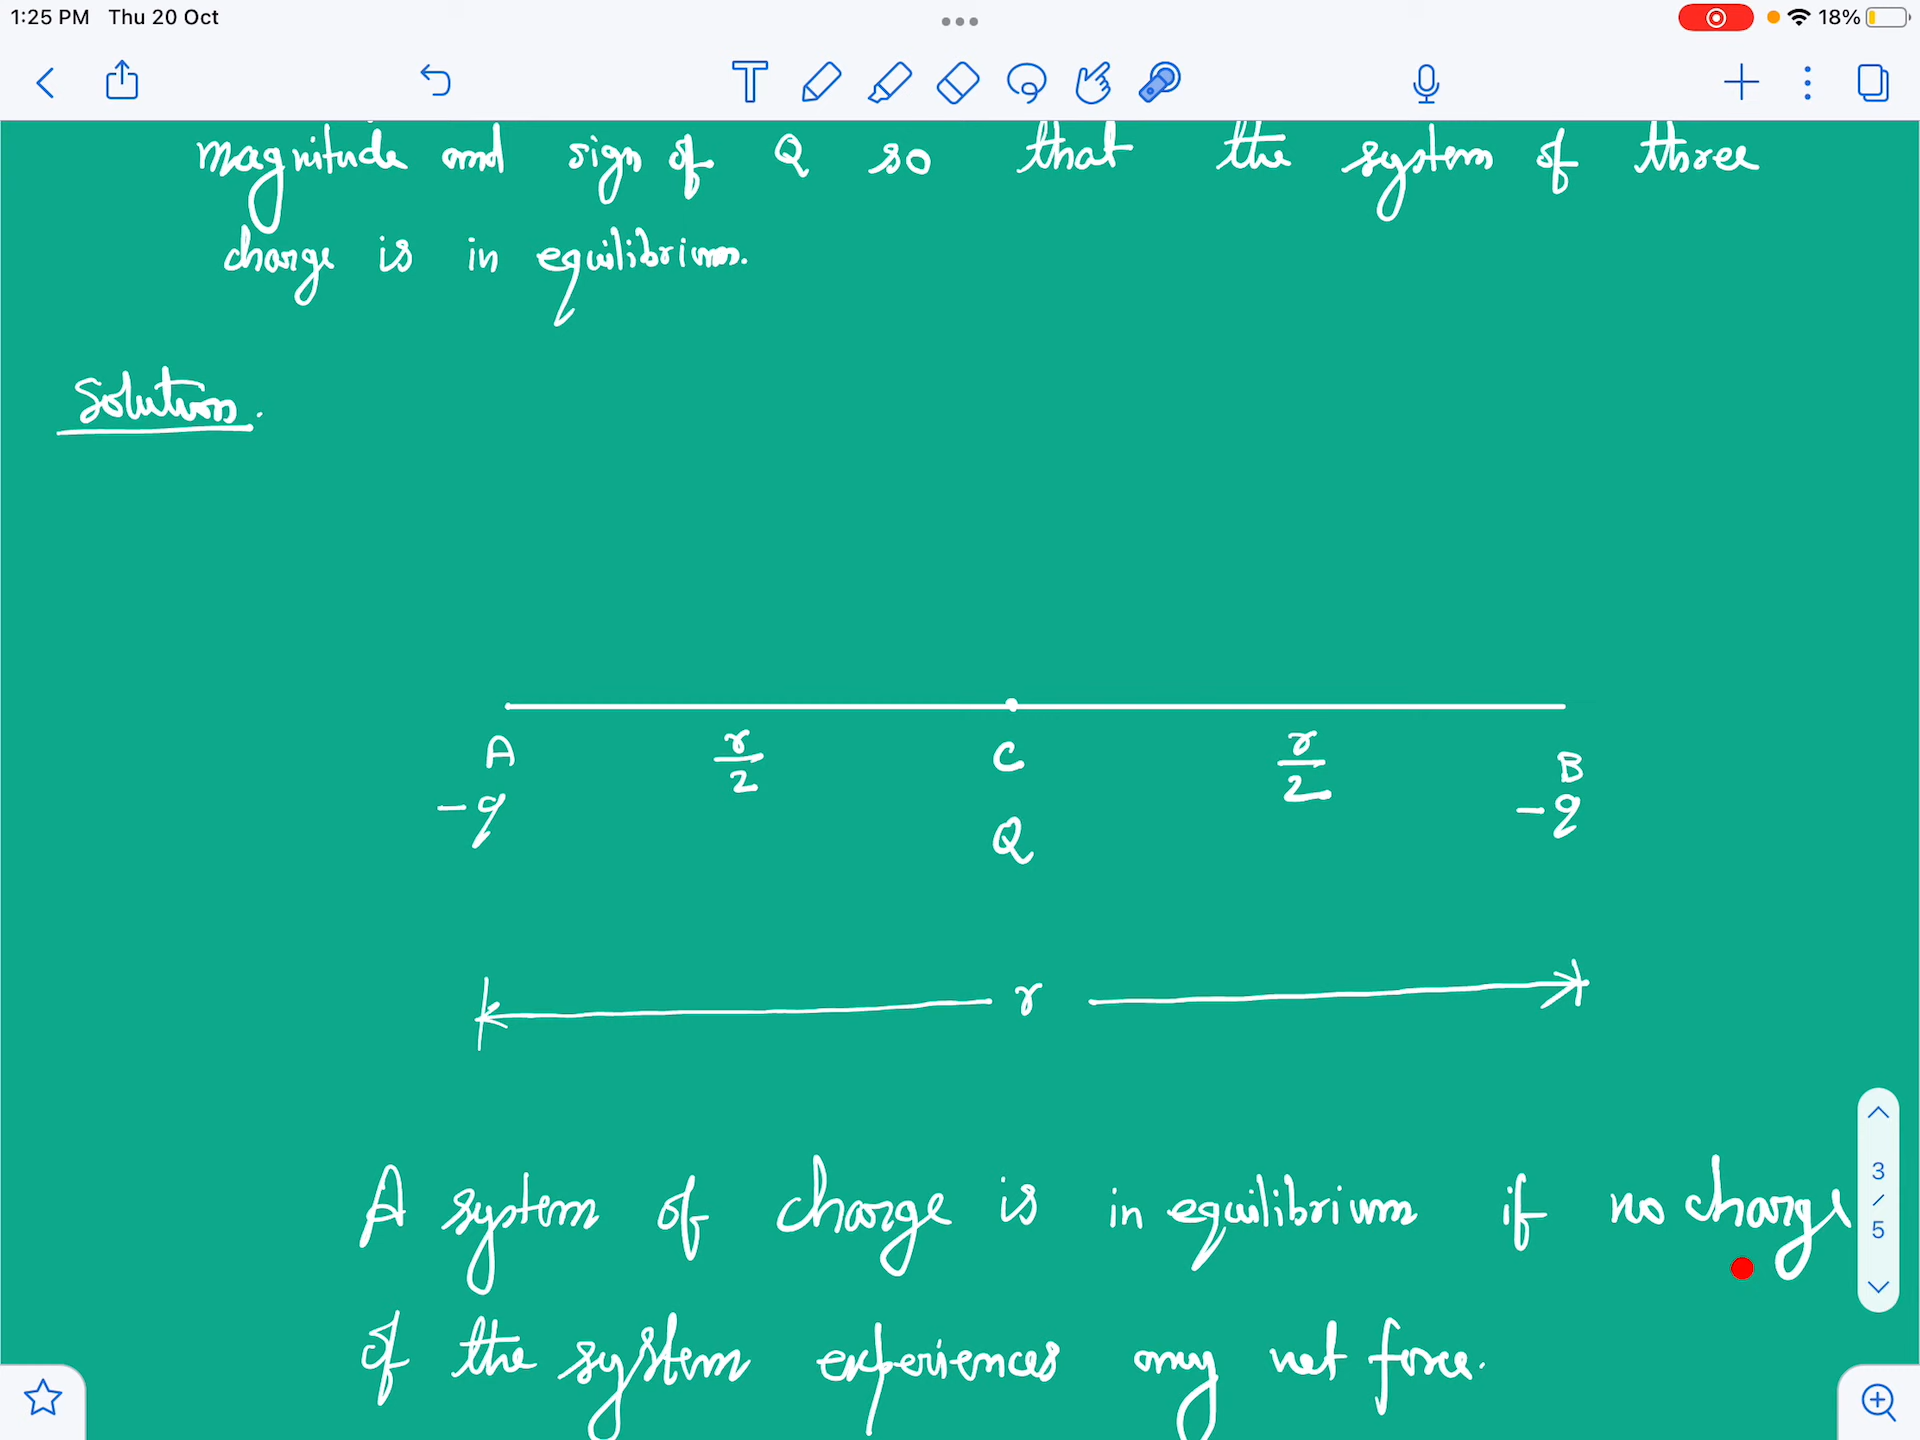 1:25 PM Thu 20 Oct
18%
magnitude and sign of Q so that the system of three
charge is in equilibrium.
Solution.
A r/2 C r/2 B
-q Q -q
r
3
/
5
A system of charge is in equilibrium if no charge
of the system experiences any net force.